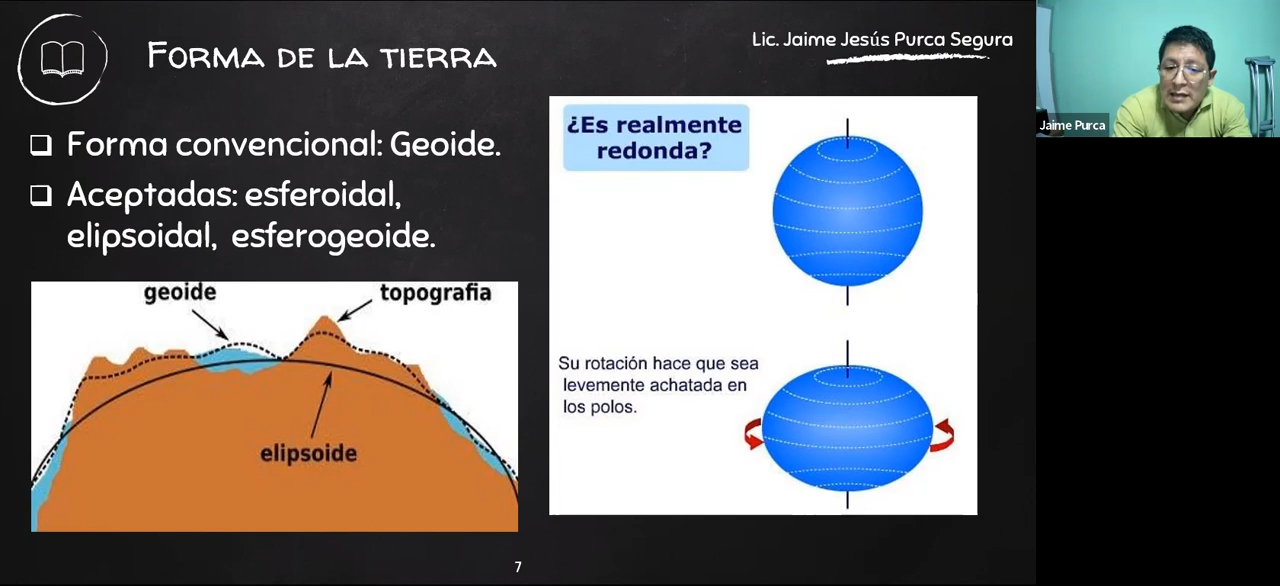 FORMA DE LA TIERRA
Lic. Jaime Jesús Purca Segura
Forma convencional: Geoide.
Aceptadas: esferoidal,
elipsoidal, esferogeoide.
geoide
topografia
elipsoide
¿Es realmente
redonda?
Su rotación hace que sea
levemente achatada en
los polos.
7
Jaime Purca